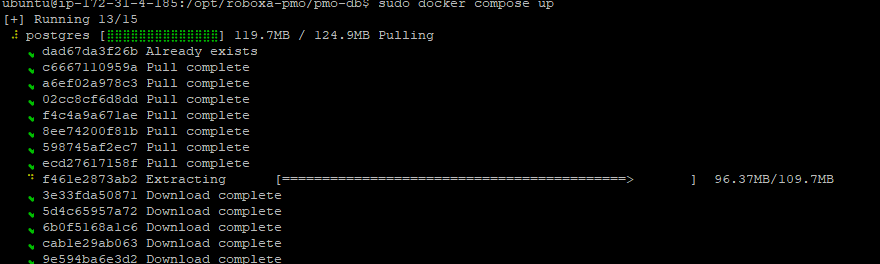 ubuntu@ip-172-31-4-185:/opt/roboxa-pmo/pmo-db$ sudo docker compose up
[+] Running 13/15
postgres [⣿⣿⣿⣿⣿⣿⣿⣿⣿⣿⣿⣿⣿⣿] 119.7MB / 124.9MB Pulling
dad67da3f26b Already exists
c6667110959a Pull complete
a6ef02a978c3 Pull complete
02cc8cf6d8dd Pull complete
f4c4a9a671ae Pull complete
8ee74200f81b Pull complete
598745af2ec7 Pull complete
ecd27617158f Pull complete
f461e2873ab2 Extracting [===========================================> ] 96.37MB/109.7MB
3e33fda50871 Download complete
5d4c65957a72 Download complete
6b0f5168a1c6 Download complete
cab1e29ab063 Download complete
9e594ba6e3d2 Download complete